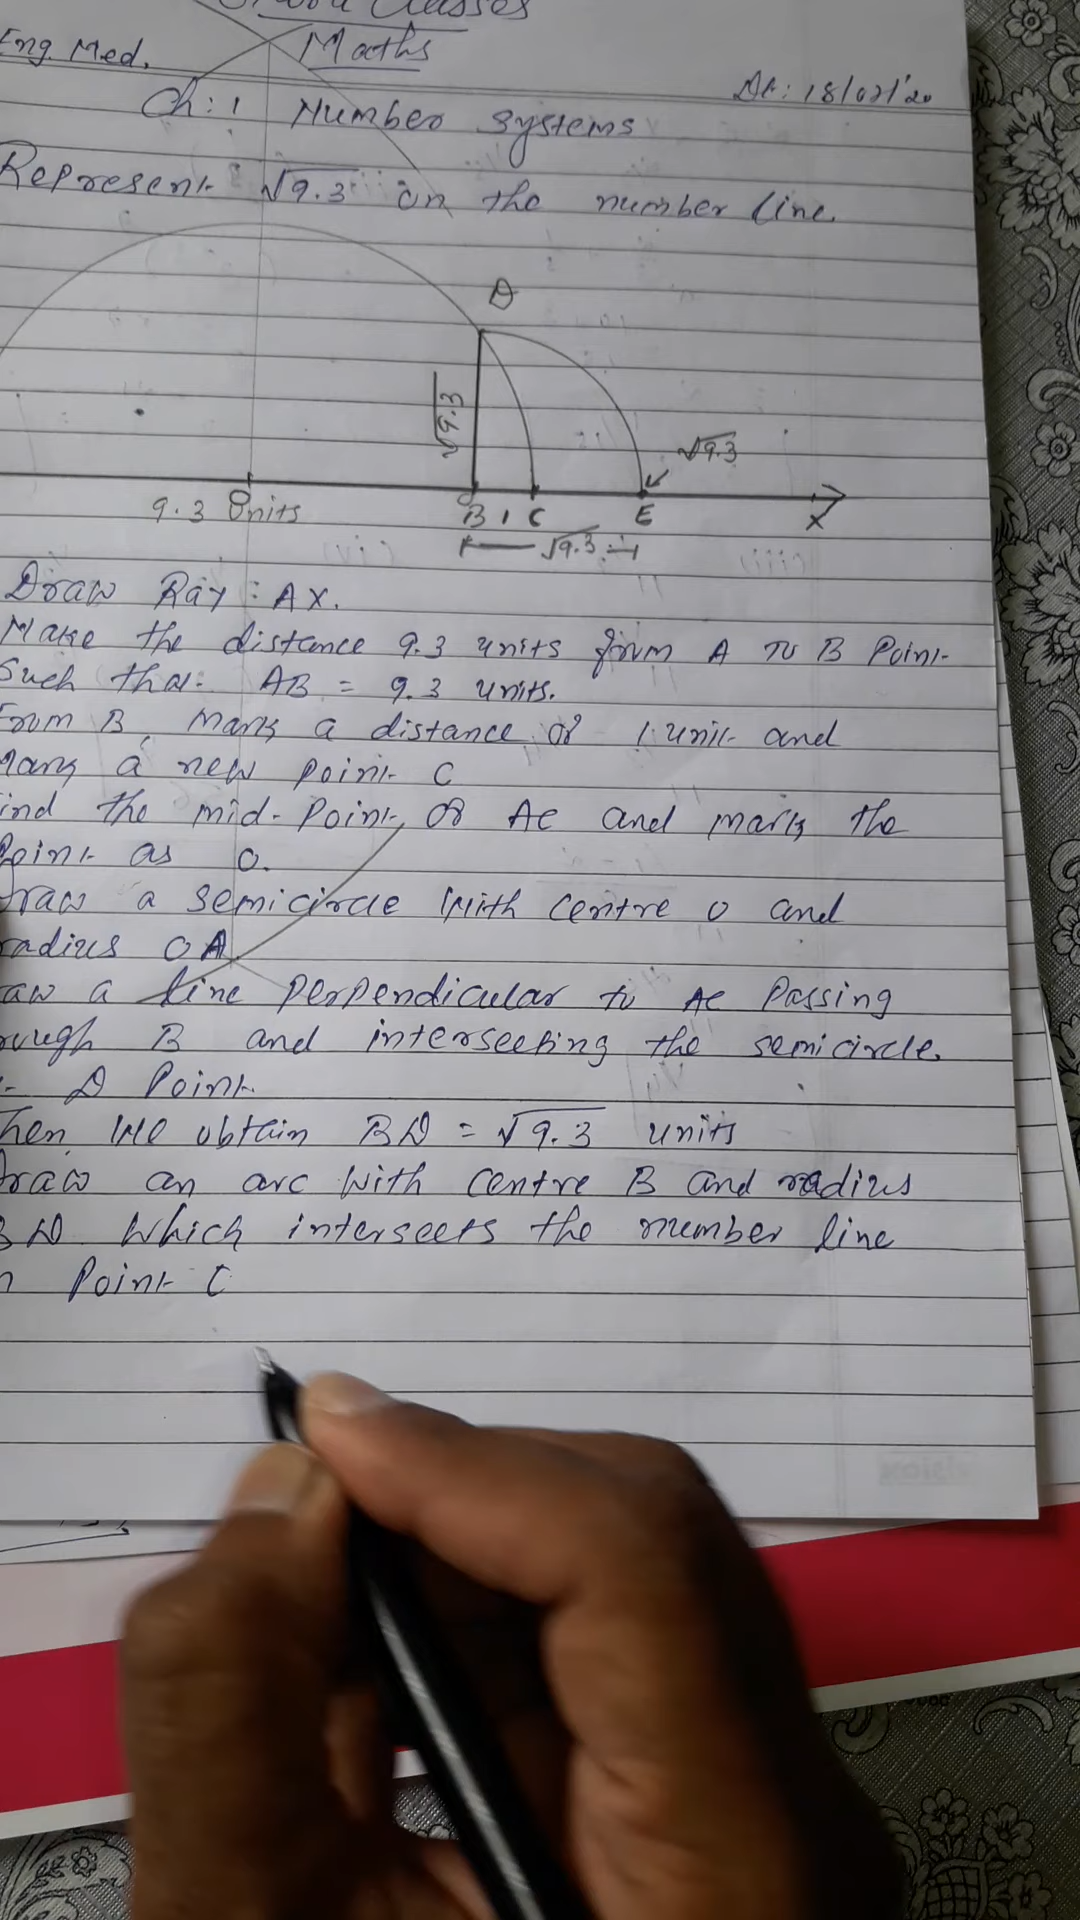 Classes
Eng. Med.
Maths
Dt: 18/07/'20
Ch: 1 Number Systems
Represent √9.3 on the number line.
D
√9.3
√9.3
9.3 Units
O
B 1 C
E
X
√9.3
Draw Ray AX.
Make the distance 9.3 units from A to B Point
Such that AB = 9.3 units.
From B, mark a distance of 1 unit and
mark a new point C
ind the mid-Point of AC and mark the
Point as O.
raw a semicircle with centre O and
radius OA
aw a line perpendicular to AC Passing
rough B and intersecting the semicircle.
D Point.
hen We obtain BD = √9.3 units
Draw an arc with centre B and radius
BD which intersects the number line
n Point C